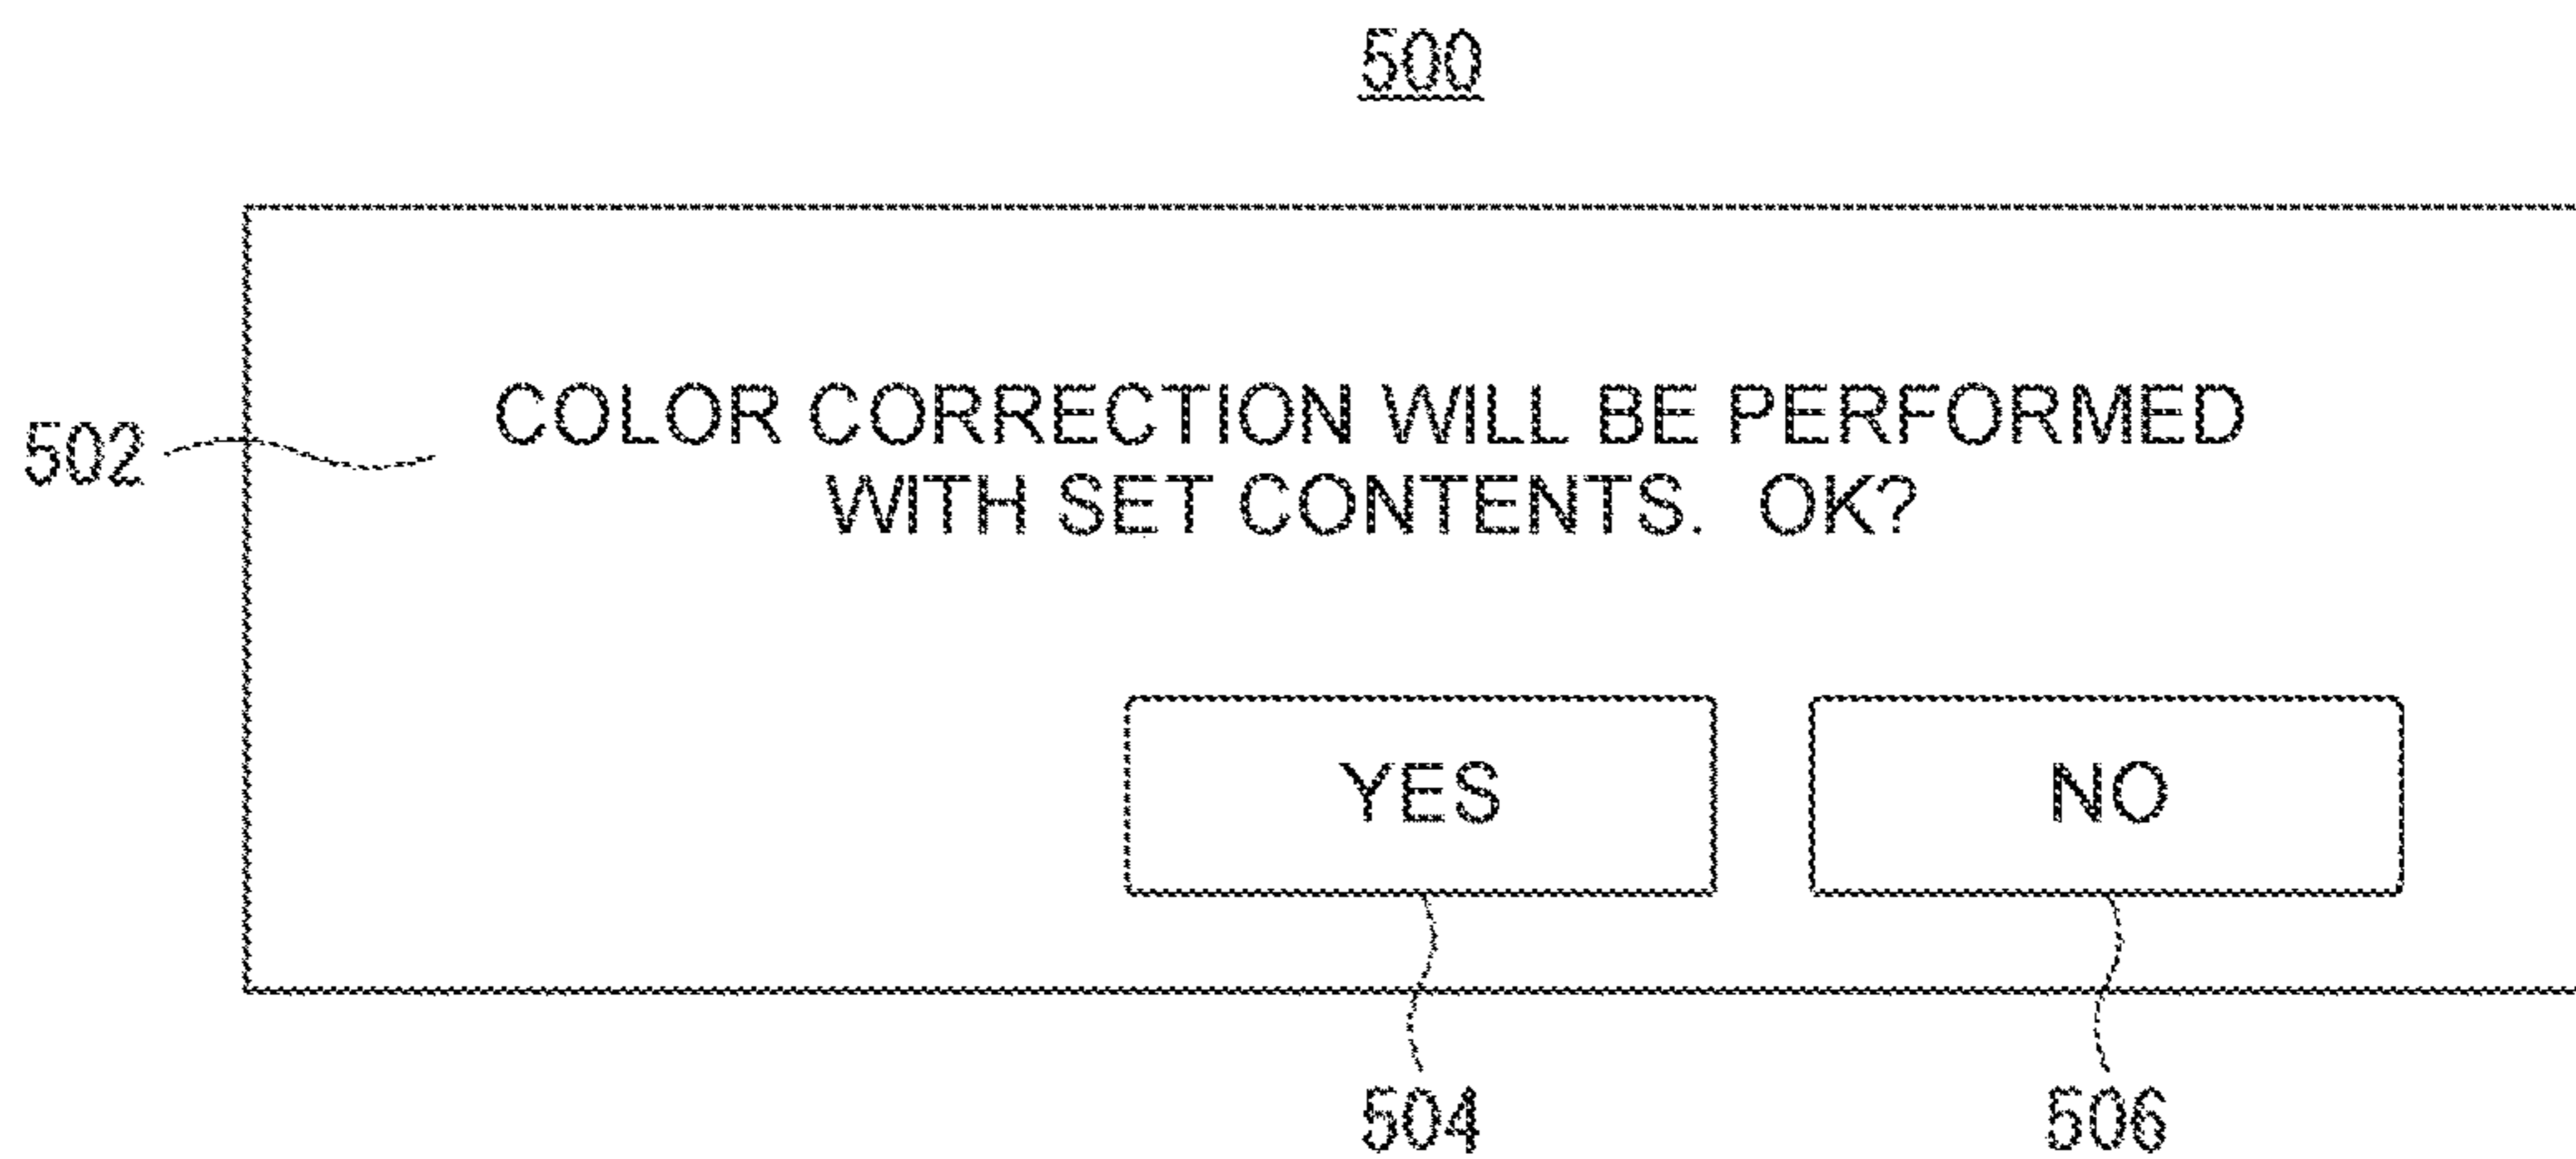 500
COLOR CORRECTION WILL BE PERFORMED
502
WITH SET CONTENTS. OK?
YES NO
504 506